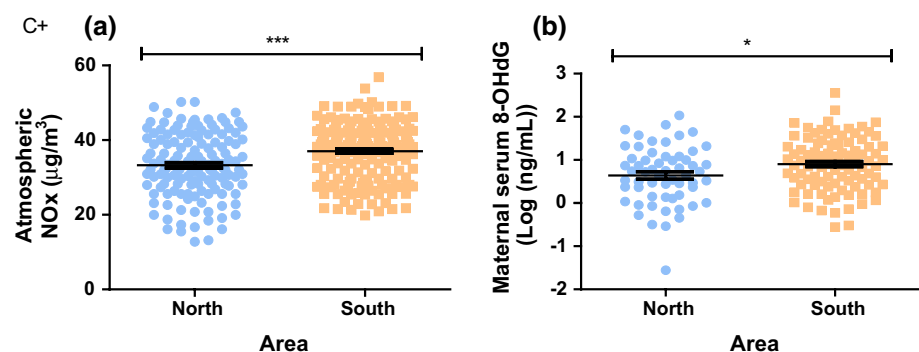 C+
(a)
***
Atmospheric
NOx (µg/m³)
60
40
20
0
North
South
Area
(b)
*
Maternal serum 8-OHdG
(Log (ng/mL))
3
2
1
0
-1
-2
North
South
Area